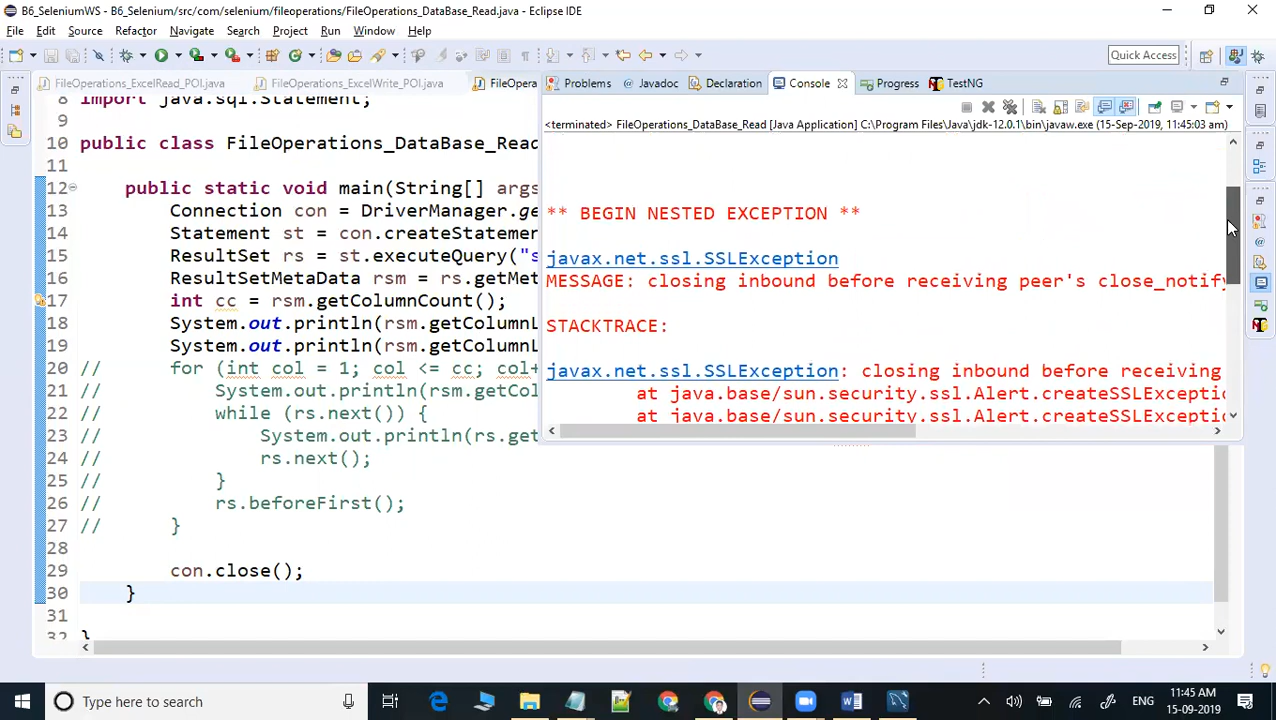 B6_SeleniumWS - B6_Selenium/src/com/selenium/fileoperations/FileOperations_DataBase_Read.java - Eclipse IDE
File Edit Source Refactor Navigate Search Project Run Window Help
Quick Access
FileOperations_ExcelRead_POI.java FileOperations_ExcelWrite_POI.java FileOpera
Problems @ Javadoc Declaration Console Progress TestNG
<terminated> FileOperations_DataBase_Read [Java Application] C:\Program Files\Java\jdk-12.0.1\bin\javaw.exe (15-Sep-2019, 11:45:03 am)
8 import java.sql.Statement;
9
10 public class FileOperations_DataBase_Read
11
12 public static void main(String[] args
13 Connection con = DriverManager.ge
14 Statement st = con.createStatemen
15 ResultSet rs = st.executeQuery("s
16 ResultSetMetaData rsm = rs.getMet
17 int cc = rsm.getColumnCount();
18 System.out.println(rsm.getColumnL
19 System.out.println(rsm.getColumnL
20 // for (int col = 1; col <= cc; col+
21 // System.out.println(rsm.getCol
22 // while (rs.next()) {
23 // System.out.println(rs.get
24 // rs.next();
25 // }
26 // rs.beforeFirst();
27 // }
28
29 con.close();
30 }
31
32 }
** BEGIN NESTED EXCEPTION **
javax.net.ssl.SSLException
MESSAGE: closing inbound before receiving peer's close_notify
STACKTRACE:
javax.net.ssl.SSLException: closing inbound before receiving
at java.base/sun.security.ssl.Alert.createSSLExceptio
at java.base/sun.security.ssl.Alert.createSSLExceptio
Type here to search
ENG
11:45 AM
15-09-2019